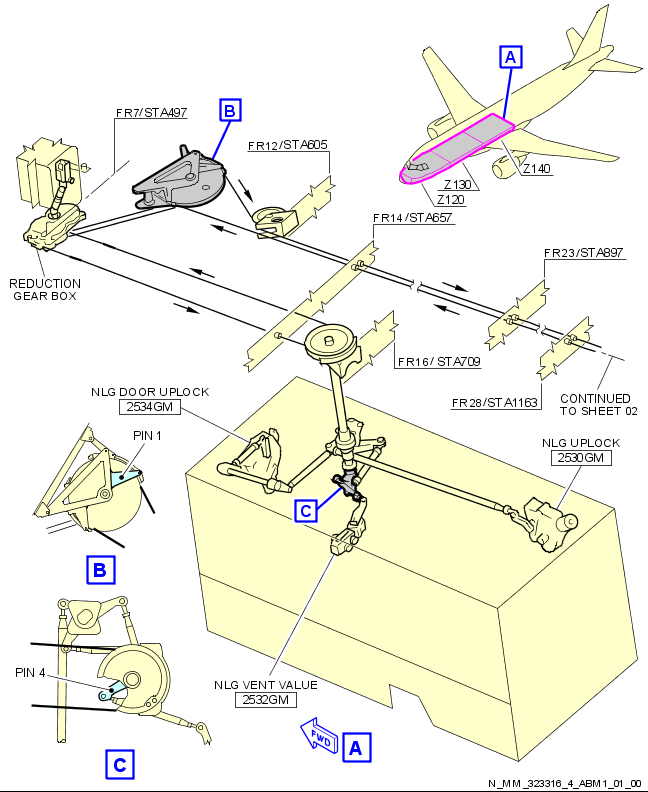 A
FR7/STA497
B
FR12/STA605
Z140
Z130
Z120
FR14/STA657
FR23/STA897
REDUCTION
GEAR BOX
FR16/STA709
NLG DOOR UPLOCK
2534GM
FR28/STA1163
CONTINUED
TO SHEET 02
PIN 1
NLG UPLOCK
2530GM
C
B
PIN 4
NLG VENT VALUE
2532GM
FWD
A
C
N_MM_323316_4_ABM1_01_00